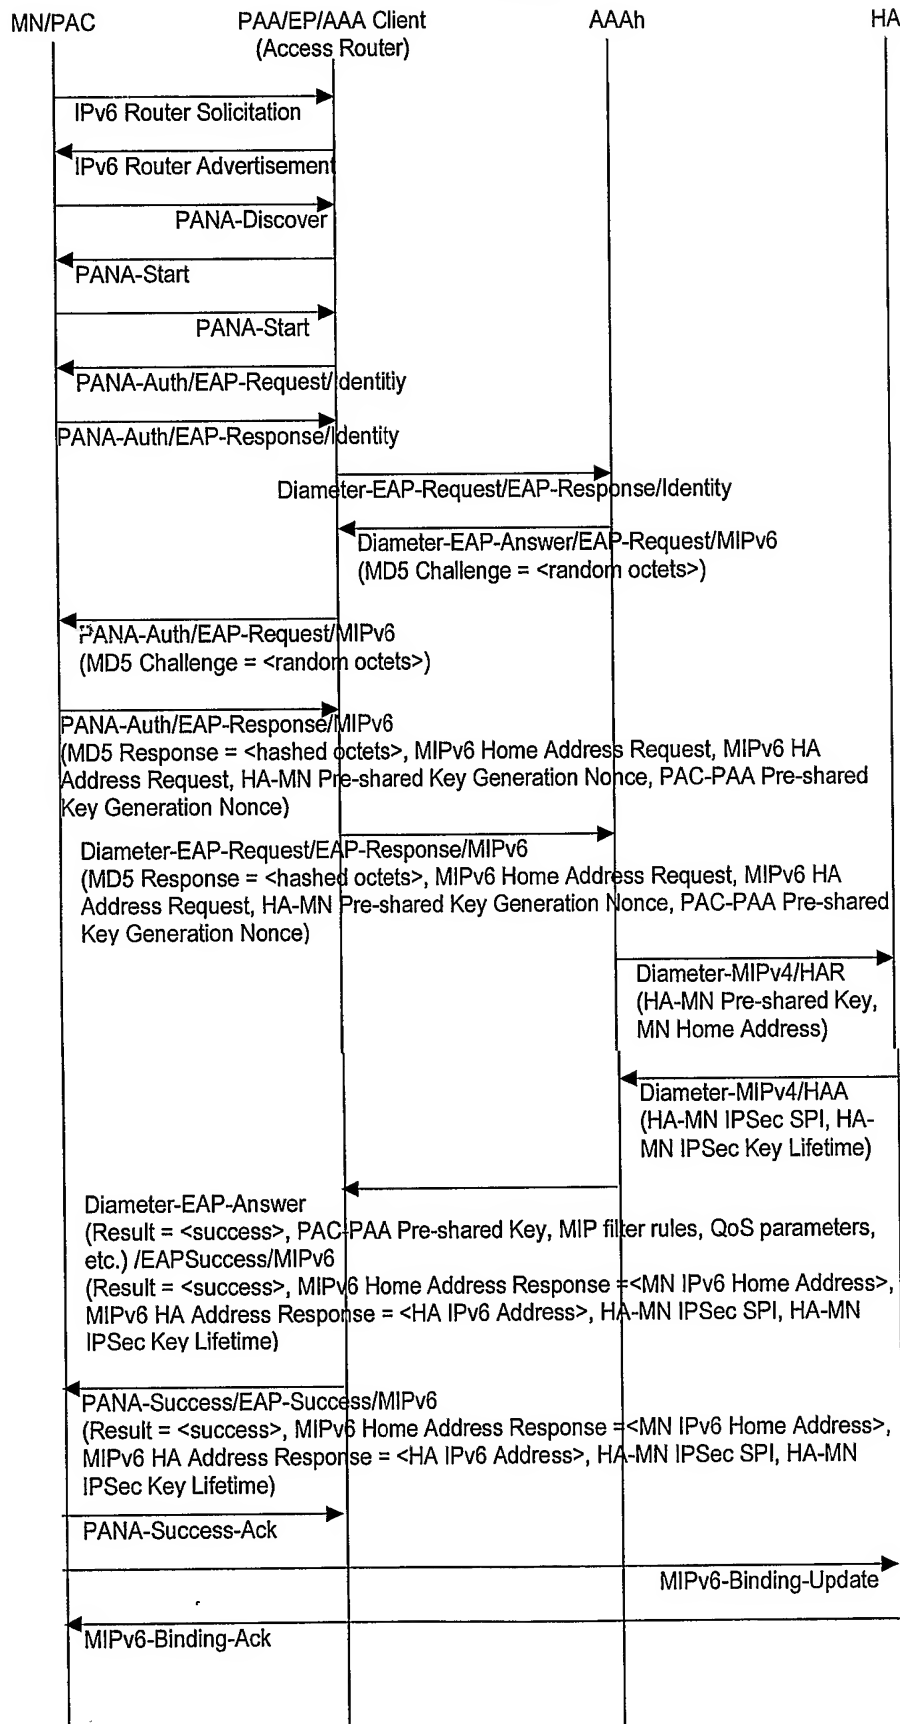 MN/PAC
PAA/EP/AAA Client
(Access Router)
AAAh
HA
IPv6 Router Solicitation
IPv6 Router Advertisement
PANA-Discover
PANA-Start
PANA-Start
PANA-Auth/EAP-Request/Identitiy
PANA-Auth/EAP-Response/Identity
Diameter-EAP-Request/EAP-Response/Identity
Diameter-EAP-Answer/EAP-Request/MIPv6
(MD5 Challenge = <random octets>)
PANA-Auth/EAP-Request/MIPv6
(MD5 Challenge = <random octets>)
PANA-Auth/EAP-Response/MIPv6
(MD5 Response = <hashed octets>, MIPv6 Home Address Request, MIPv6 HA
Address Request, HA-MN Pre-shared Key Generation Nonce, PAC-PAA Pre-shared
Key Generation Nonce)
Diameter-EAP-Request/EAP-Response/MIPv6
(MD5 Response = <hashed octets>, MIPv6 Home Address Request, MIPv6 HA
Address Request, HA-MN Pre-shared Key Generation Nonce, PAC-PAA Pre-shared
Key Generation Nonce)
Diameter-MIPv4/HAR
(HA-MN Pre-shared Key,
MN Home Address)
Diameter-MIPv4/HAA
(HA-MN IPSec SPI, HA-
MN IPSec Key Lifetime)
Diameter-EAP-Answer
(Result = <success>, PAC-PAA Pre-shared Key, MIP filter rules, QoS parameters,
etc.) /EAPSuccess/MIPv6
(Result = <success>, MIPv6 Home Address Response =<MN IPv6 Home Address>,
MIPv6 HA Address Response = <HA IPv6 Address>, HA-MN IPSec SPI, HA-MN
IPSec Key Lifetime)
PANA-Success/EAP-Success/MIPv6
(Result = <success>, MIPv6 Home Address Response =<MN IPv6 Home Address>,
MIPv6 HA Address Response = <HA IPv6 Address>, HA-MN IPSec SPI, HA-MN
IPSec Key Lifetime)
PANA-Success-Ack
MIPv6-Binding-Update
MIPv6-Binding-Ack